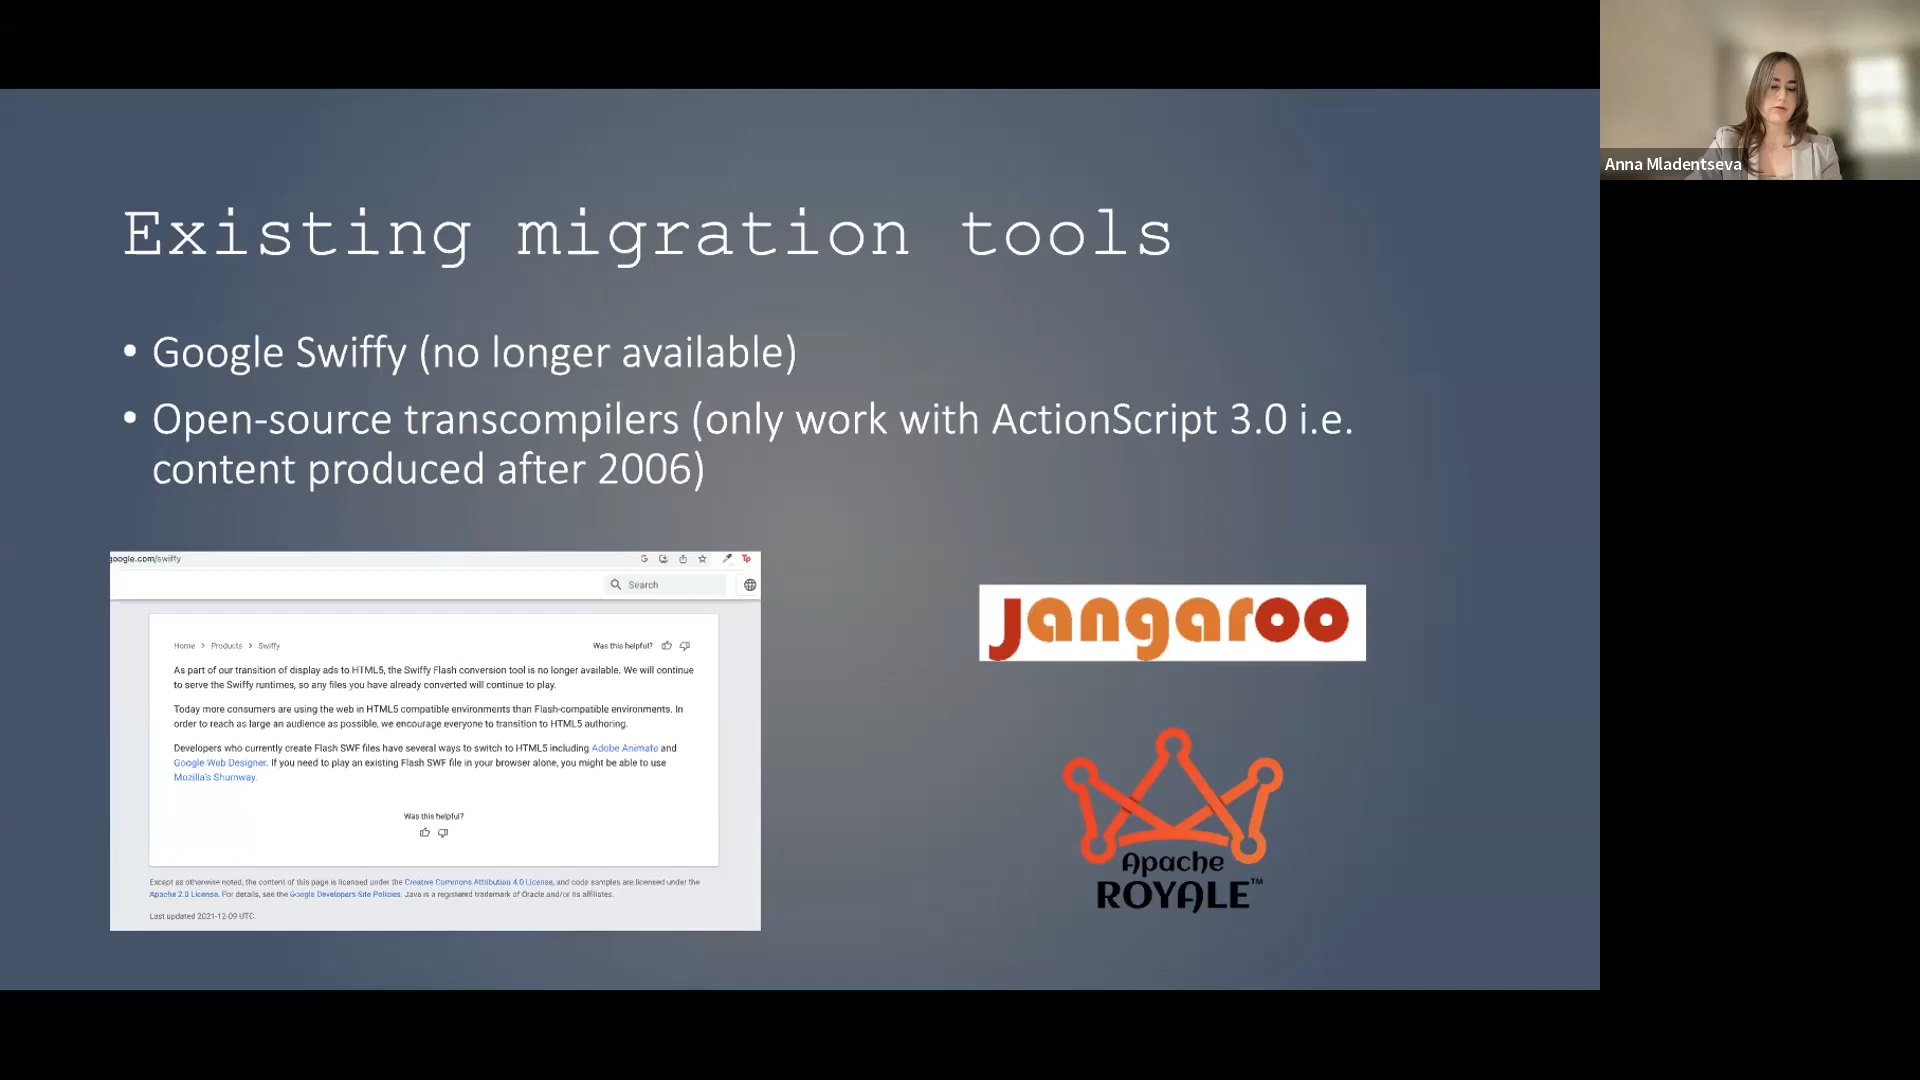 Existing migration tools
• Google Swiffy (no longer available)
• Open-source transcompilers (only work with ActionScript 3.0 i.e.
content produced after 2006)
google.com/swiffy
Search
Home > Products > Swiffy
Was this helpful?
As part of our transition of display ads to HTML5, the Swiffy Flash conversion tool is no longer available. We will continue
to serve the Swiffy runtimes, so any files you have already converted will continue to play.
Today more consumers are using the web in HTML5 compatible environments than Flash-compatible environments. In
order to reach as large an audience as possible, we encourage everyone to transition to HTML5 authoring.
Developers who currently create Flash SWF files have several ways to switch to HTML5 including Adobe Animate and
Google Web Designer. If you need to play an existing Flash SWF file in your browser alone, you might be able to use
Mozilla's Shumway.
Was this helpful?
Except as otherwise noted, the content of this page is licensed under the Creative Commons Attribution 4.0 License, and code samples are licensed under the
Apache 2.0 License. For details, see the Google Developers Site Policies. Java is a registered trademark of Oracle and/or its affiliates.
Last updated 2021-12-09 UTC.
jangaroo
Apache
ROYALE™
Anna Mladentseva